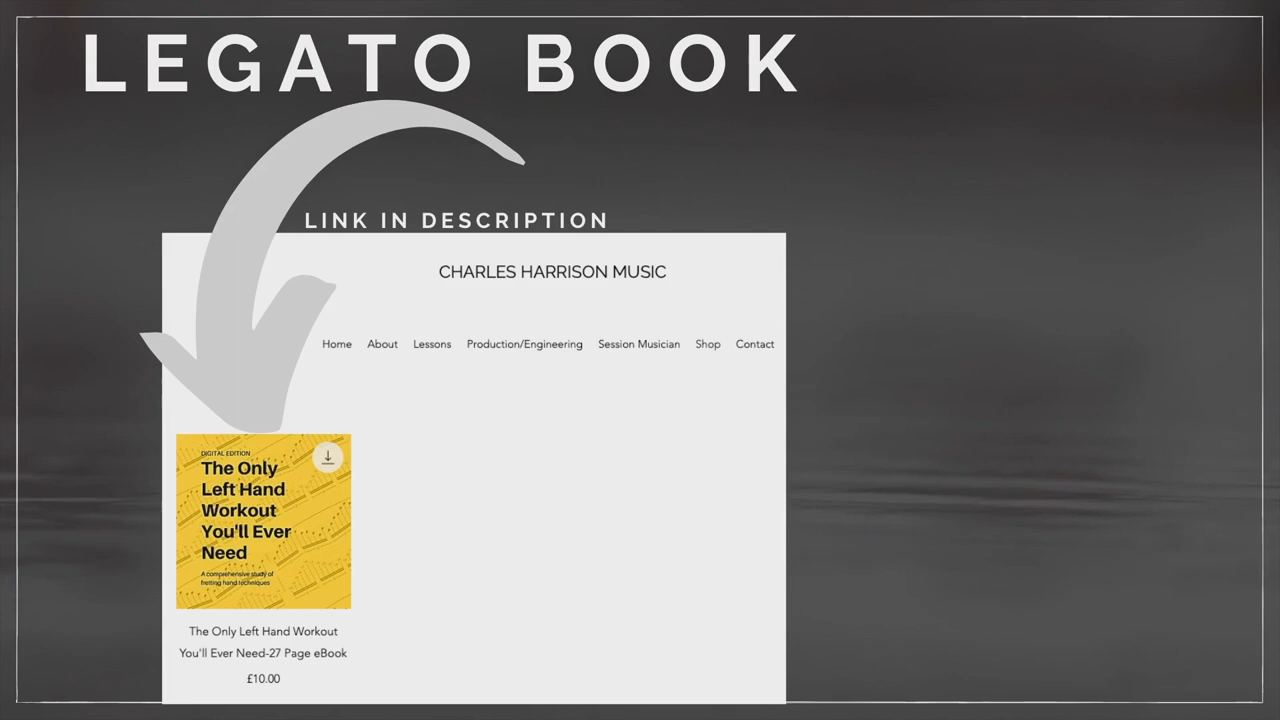 LEGATO BOOK
LINK IN DESCRIPTION
CHARLES HARRISON MUSIC
Home About Lessons Production/Engineering Session Musician Shop Contact
DIGITAL EDITION
The Only
Left Hand
Workout
You'll Ever
Need
A comprehensive study of
fretting hand techniques
The Only Left Hand Workout
You'll Ever Need-27 Page eBook
£10.00